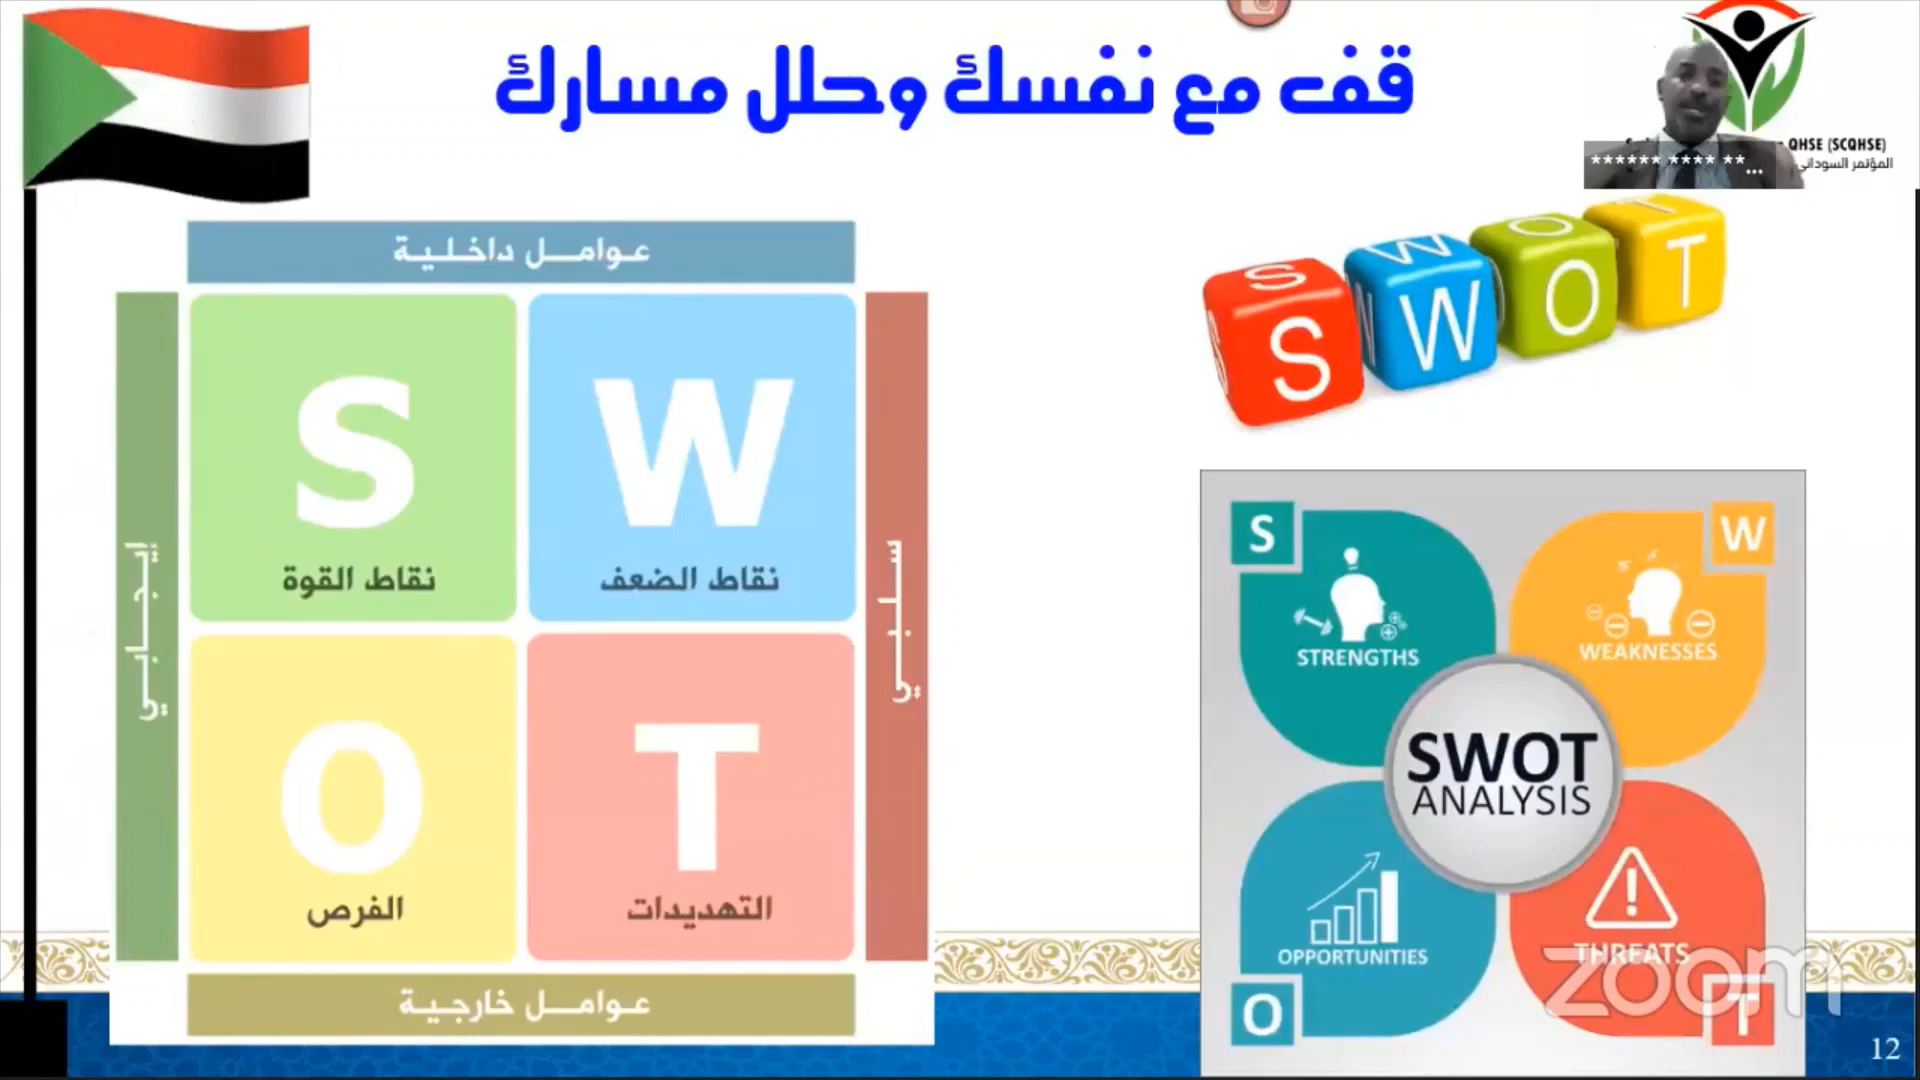 قف مع نفسك وحلل مسارك
QHSE (SCQHSE)
المؤتمر السوداني
****** **** **...
عوامل داخلية
إيجابي
S
نقاط القوة
W
نقاط الضعف
سلبي
O
الفرص
T
التهديدات
عوامل خارجية
S W O T
S
STRENGTHS
W
WEAKNESSES
SWOT
ANALYSIS
OPPORTUNITIES
O
THREATS
T
zoom
12